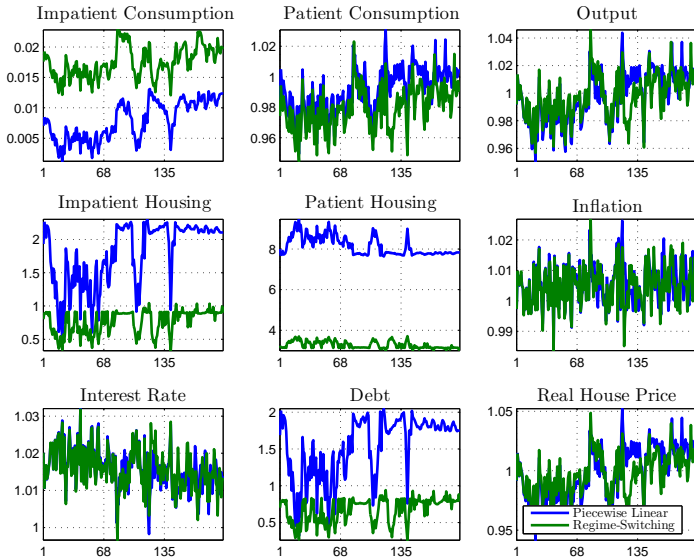 Impatient Consumption
0.02
0.015
0.01
0.005
1 68 135
Patient Consumption
1.02
1
0.98
0.96
1 68 135
Output
1.04
1.02
1
0.98
0.96
1 68 135
Impatient Housing
2
1.5
1
0.5
1 68 135
Patient Housing
8
6
4
1 68 135
Inflation
1.02
1.01
1
0.99
1 68 135
Interest Rate
1.03
1.02
1.01
1
1 68 135
Debt
2
1.5
1
0.5
1 68 135
Real House Price
1.05
1
0.95
1 68 135
Piecewise Linear
Regime-Switching